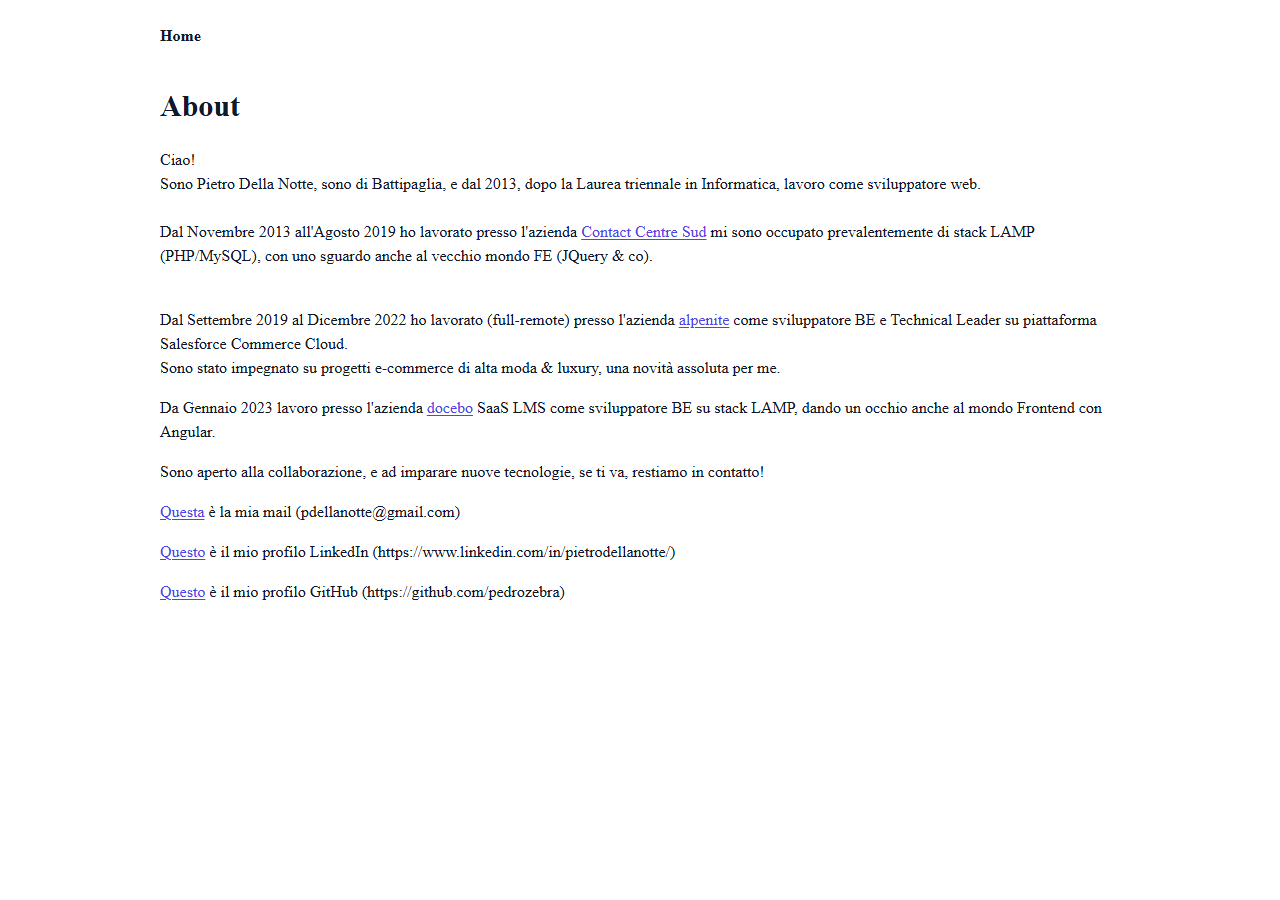 Home
About
Ciao!
Sono Pietro Della Notte, sono di Battipaglia, e dal 2013, dopo la Laurea triennale in Informatica, lavoro come sviluppatore web.
Dal Novembre 2013 all'Agosto 2019 ho lavorato presso l'azienda Contact Centre Sud mi sono occupato prevalentemente di stack LAMP
(PHP/MySQL), con uno sguardo anche al vecchio mondo FE (JQuery & co).
Dal Settembre 2019 al Dicembre 2022 ho lavorato (full-remote) presso l'azienda alpenite come sviluppatore BE e Technical Leader su piattaforma
Salesforce Commerce Cloud.
Sono stato impegnato su progetti e-commerce di alta moda & luxury, una novità assoluta per me.
Da Gennaio 2023 lavoro presso l'azienda docebo SaaS LMS come sviluppatore BE su stack LAMP, dando un occhio anche al mondo Frontend con
Angular.
Sono aperto alla collaborazione, e ad imparare nuove tecnologie, se ti va, restiamo in contatto!
Questa è la mia mail (pdellanotte@gmail.com)
Questo è il mio profilo LinkedIn (https://www.linkedin.com/in/pietrodellanotte/)
Questo è il mio profilo GitHub (https://github.com/pedrozebra)